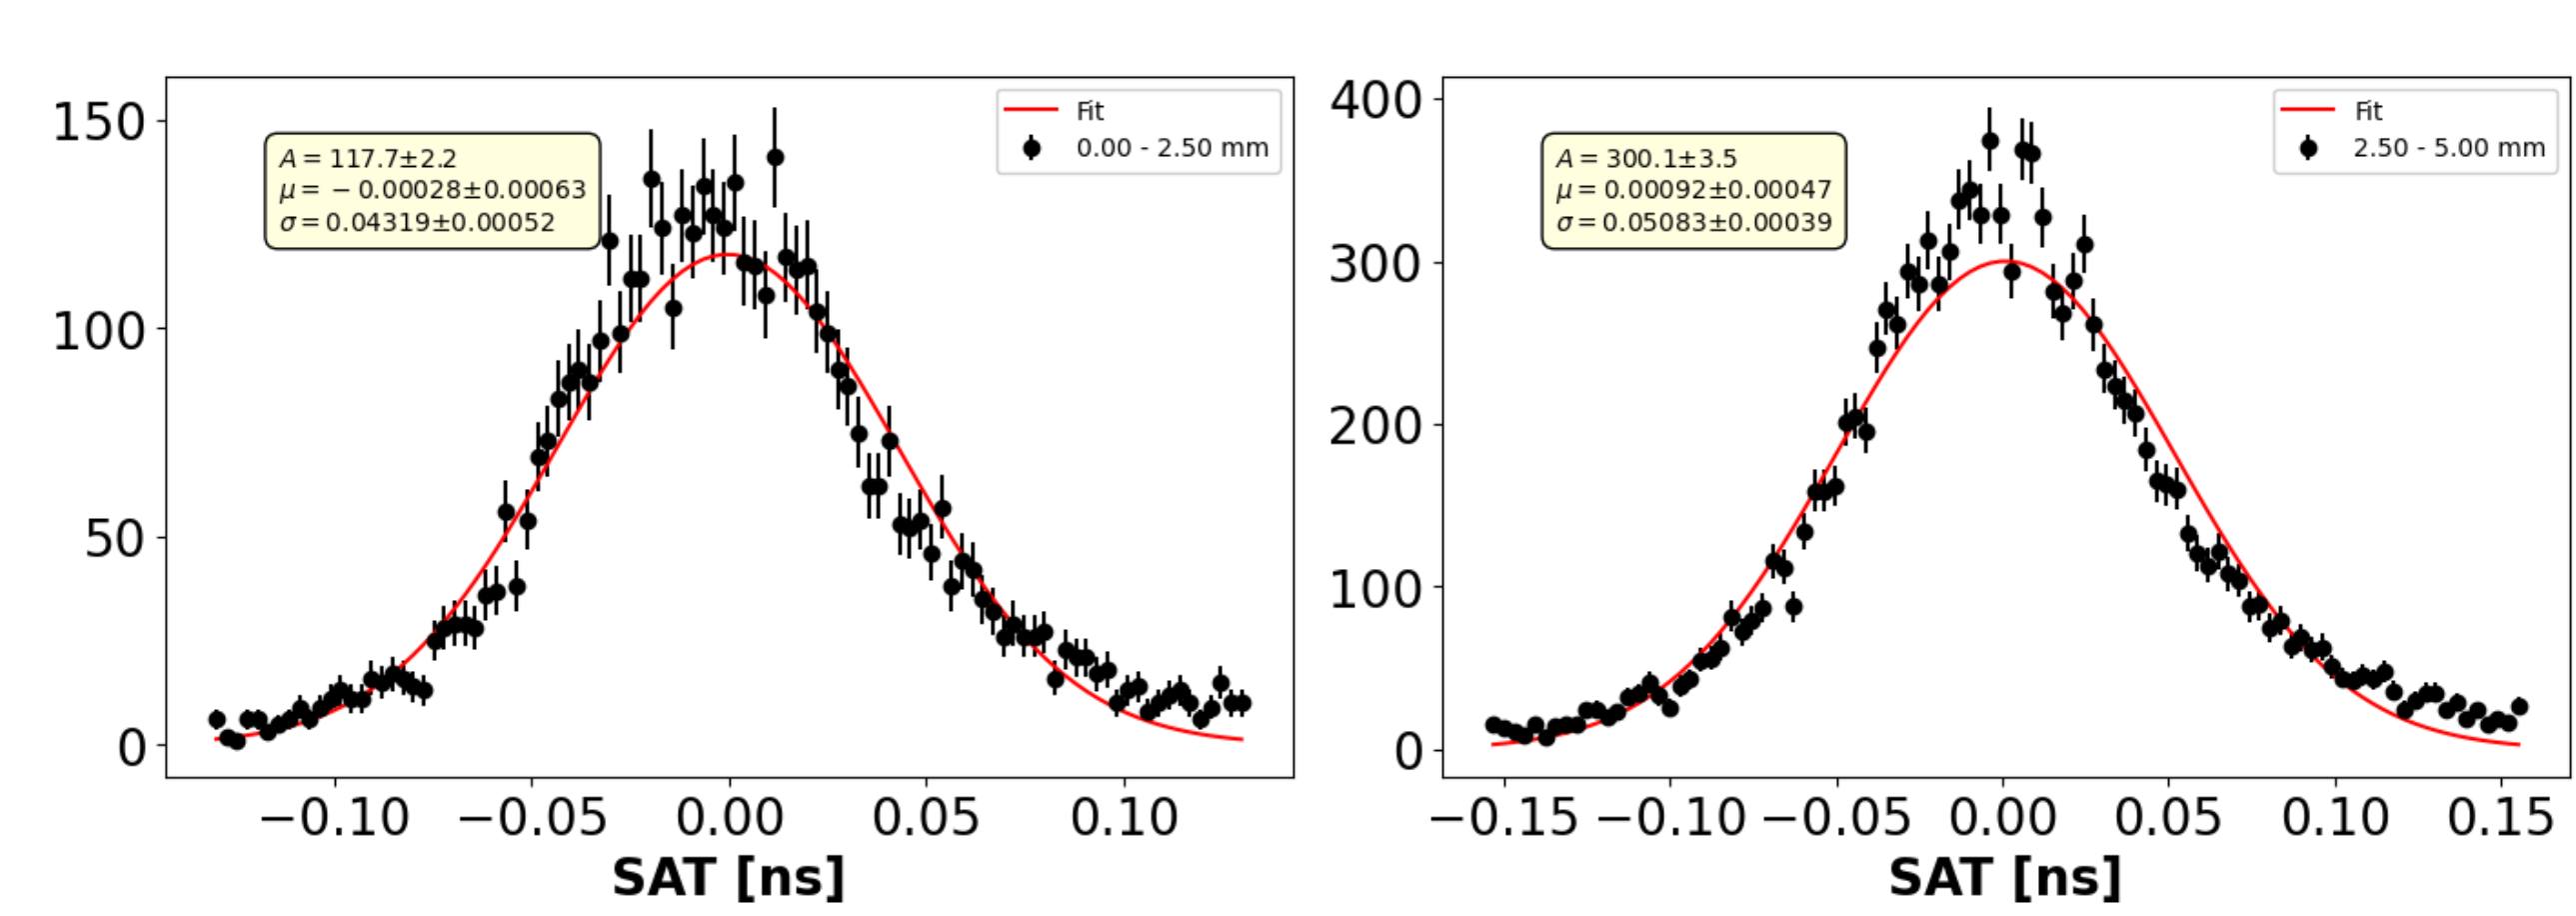 150
100
50
0
−0.10 −0.05 0.00 0.05 0.10
SAT [ns]
A = 117.7±2.2
μ = − 0.00028±0.00063
σ = 0.04319±0.00052
Fit
0.00 - 2.50 mm
400
300
200
100
0
−0.15 −0.10 −0.05 0.00 0.05 0.10 0.15
SAT [ns]
A = 300.1±3.5
μ = 0.00092±0.00047
σ = 0.05083±0.00039
Fit
2.50 - 5.00 mm